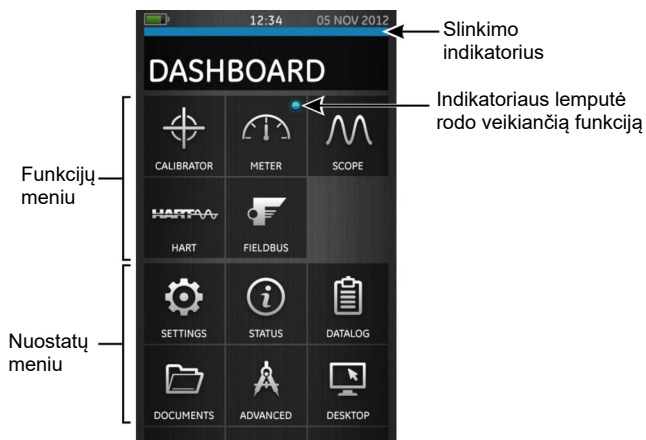 12:34 05 NOV 2012
Slinkimo
indikatorius
DASHBOARD
Indikatoriaus lemputė
rodo veikiančią funkciją
CALIBRATOR METER SCOPE
Funkcijų
meniu
HART
HART FIELDBUS
SETTINGS STATUS DATALOG
Nuostatų
meniu
DOCUMENTS ADVANCED DESKTOP